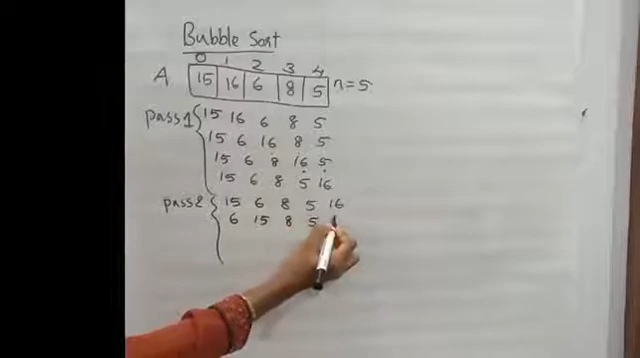 Bubble Sort
0 1 2 3 4
A 15 16 6 8 5 n=5
pass1 15 16 6 8 5
15 6 16 8 5
15 6 8 16 5
15 6 8 5 16
pass2 15 6 8 5 16
6 15 8 5 1